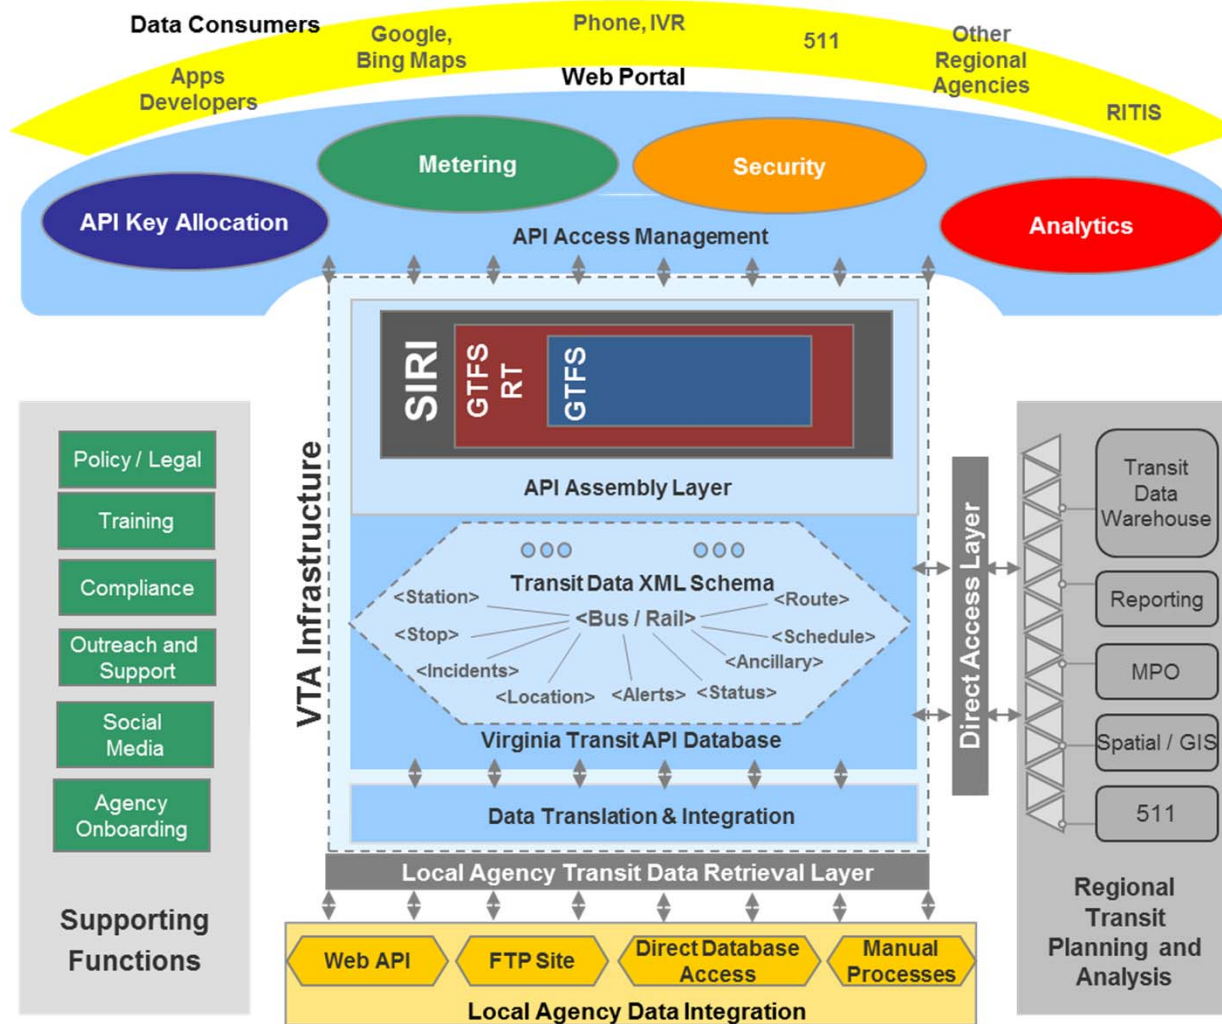 Data Consumers
Apps
Developers
Google,
Bing Maps
Phone, IVR
511
Other
Regional
Agencies
RITIS
Web Portal
API Key Allocation
Metering
Security
Analytics
API Access Management
SIRI
GTFS
RT
GTFS
API Assembly Layer
VTA Infrastructure
Transit Data XML Schema
<Bus / Rail>
<Station>
<Stop>
<Incidents>
<Location>
<Alerts>
<Status>
<Ancillary>
<Schedule>
<Route>
Virginia Transit API Database
Data Translation & Integration
Local Agency Transit Data Retrieval Layer
Web API
FTP Site
Direct Database
Access
Manual
Processes
Local Agency Data Integration
Policy / Legal
Training
Compliance
Outreach and
Support
Social
Media
Agency
Onboarding
Supporting
Functions
Direct Access Layer
Transit
Data
Warehouse
Reporting
MPO
Spatial / GIS
511
Regional
Transit
Planning and
Analysis